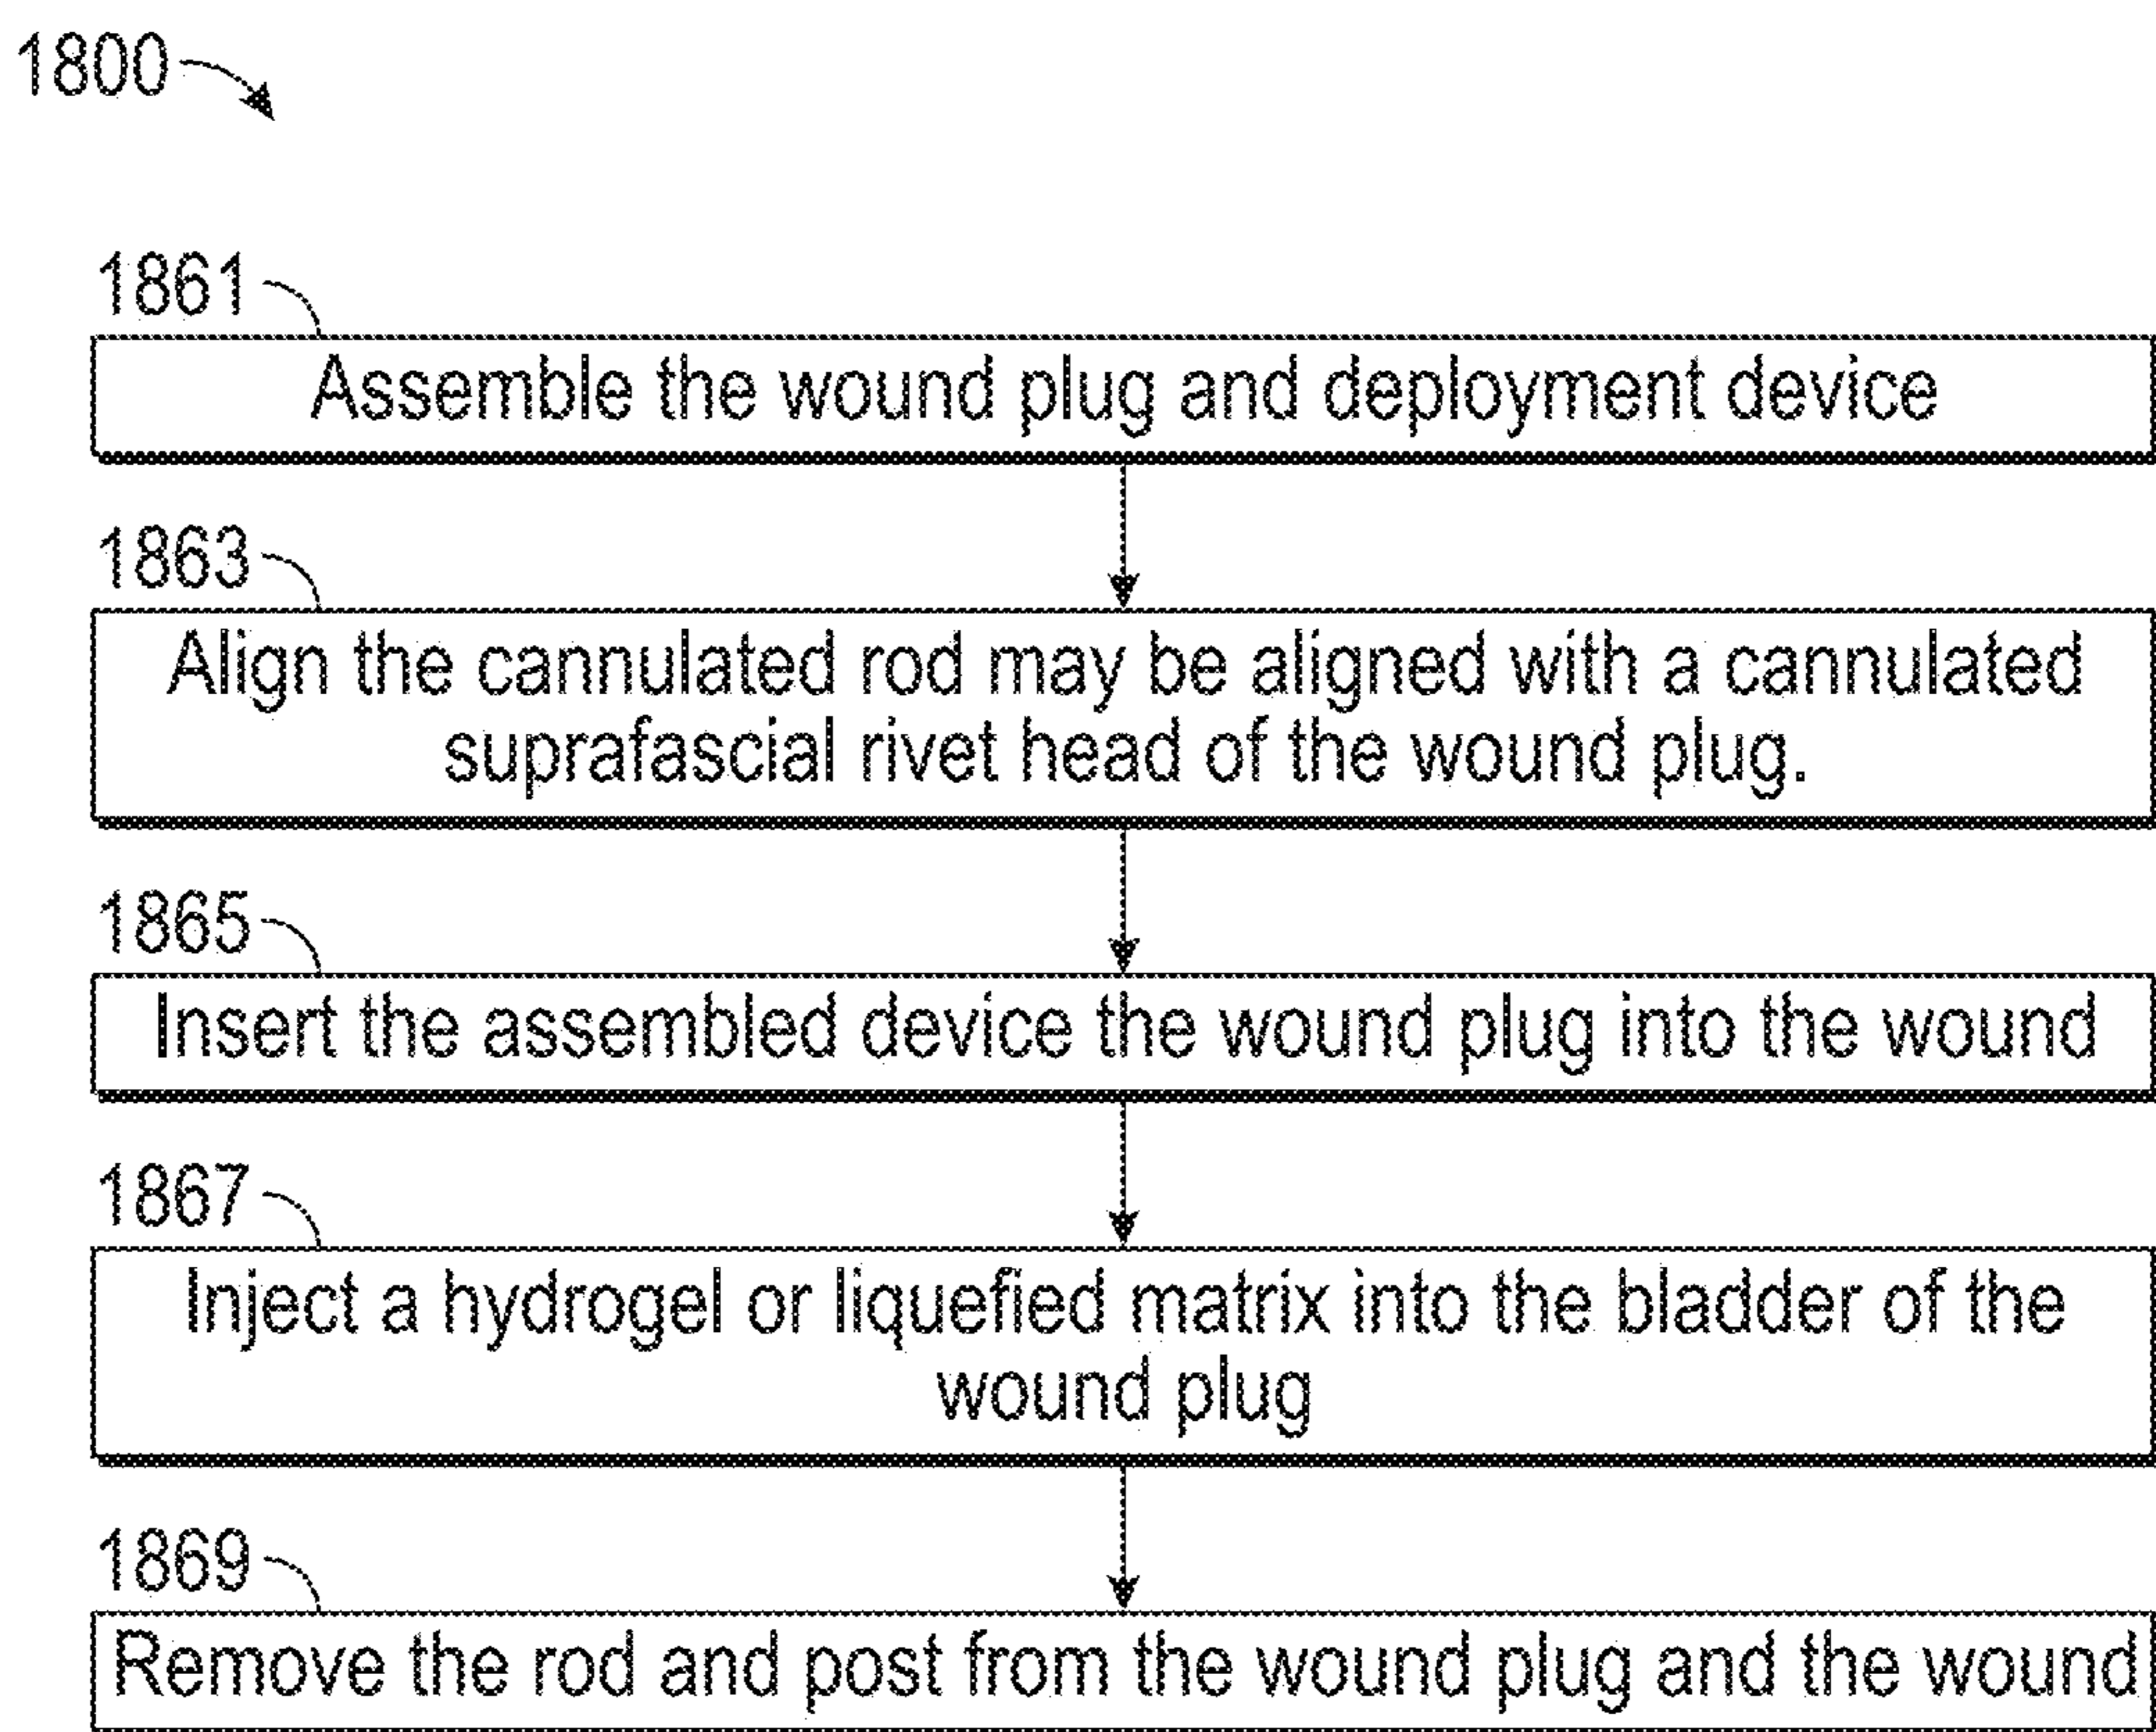 1800
1861
Assemble the wound plug and deployment device
1863
Align the cannulated rod may be aligned with a cannulated
suprafascial rivet head of the wound plug.
1865
Insert the assembled device the wound plug into the wound
1867
Inject a hydrogel or liquefied matrix into the bladder of the
wound plug
1869
Remove the rod and post from the wound plug and the wound